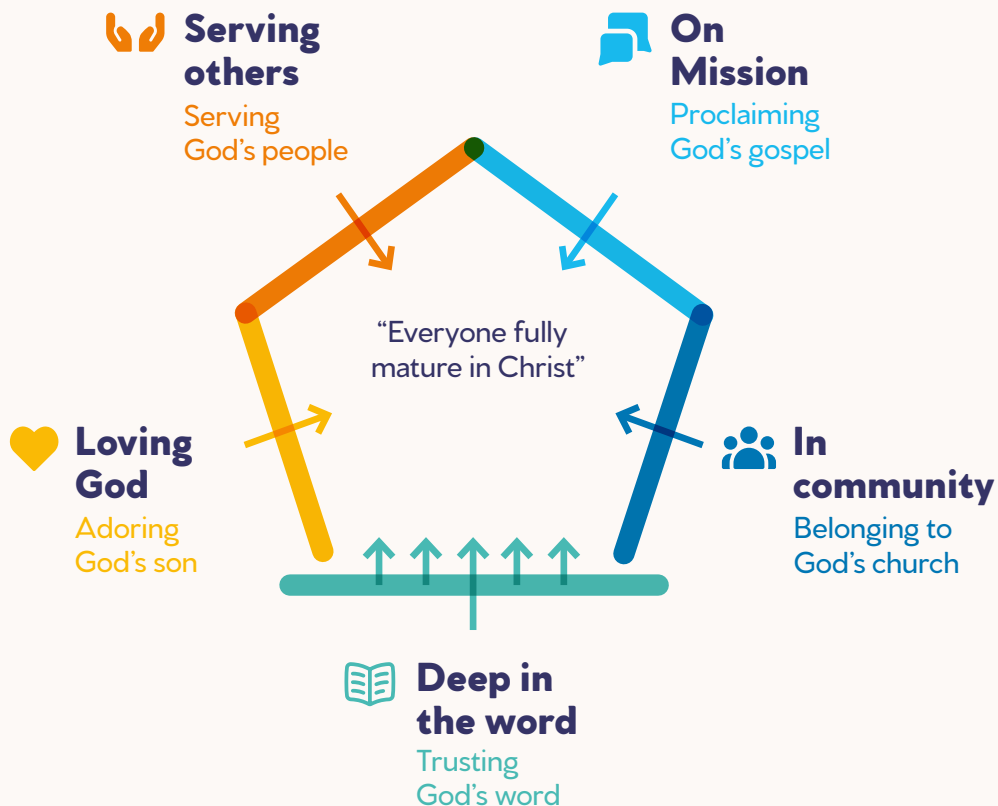 Serving
others
Serving
God’s people
On
Mission
Proclaiming
God’s gospel
“Everyone fully
mature in Christ”
Loving
God
Adoring
God’s son
In
community
Belonging to
God’s church
Deep in
the word
Trusting
God’s word